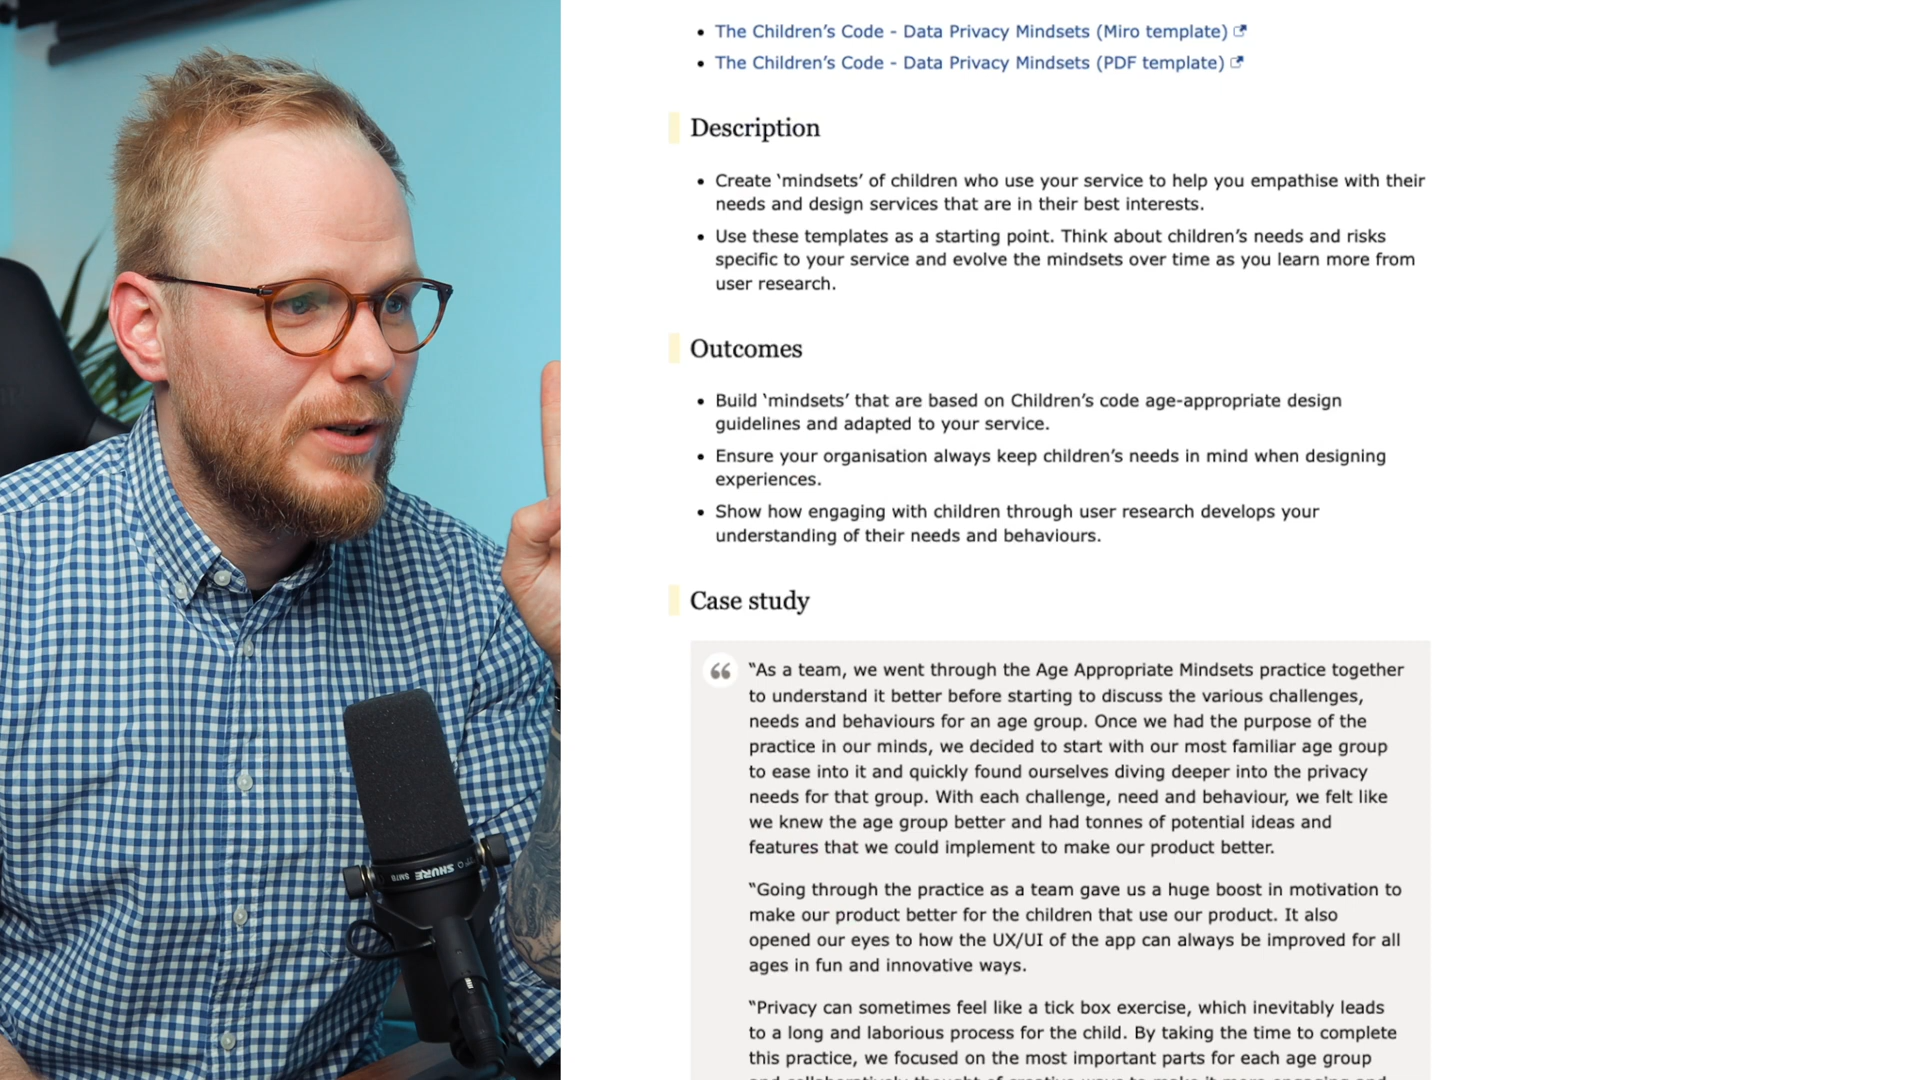 The Children’s Code - Data Privacy Mindsets (Miro template)
The Children’s Code - Data Privacy Mindsets (PDF template)
Description
Create ‘mindsets’ of children who use your service to help you empathise with their
needs and design services that are in their best interests.
Use these templates as a starting point. Think about children’s needs and risks
specific to your service and evolve the mindsets over time as you learn more from
user research.
Outcomes
Build ‘mindsets’ that are based on Children’s code age-appropriate design
guidelines and adapted to your service.
Ensure your organisation always keep children’s needs in mind when designing
experiences.
Show how engaging with children through user research develops your
understanding of their needs and behaviours.
Case study
“As a team, we went through the Age Appropriate Mindsets practice together
to understand it better before starting to discuss the various challenges,
needs and behaviours for an age group. Once we had the purpose of the
practice in our minds, we decided to start with our most familiar age group
to ease into it and quickly found ourselves diving deeper into the privacy
needs for that group. With each challenge, need and behaviour, we felt like
we knew the age group better and had tonnes of potential ideas and
features that we could implement to make our product better.
“Going through the practice as a team gave us a huge boost in motivation to
make our product better for the children that use our product. It also
opened our eyes to how the UX/UI of the app can always be improved for all
ages in fun and innovative ways.
“Privacy can sometimes feel like a tick box exercise, which inevitably leads
to a long and laborious process for the child. By taking the time to complete
this practice, we focused on the most important parts for each age group
SHURE SM7B